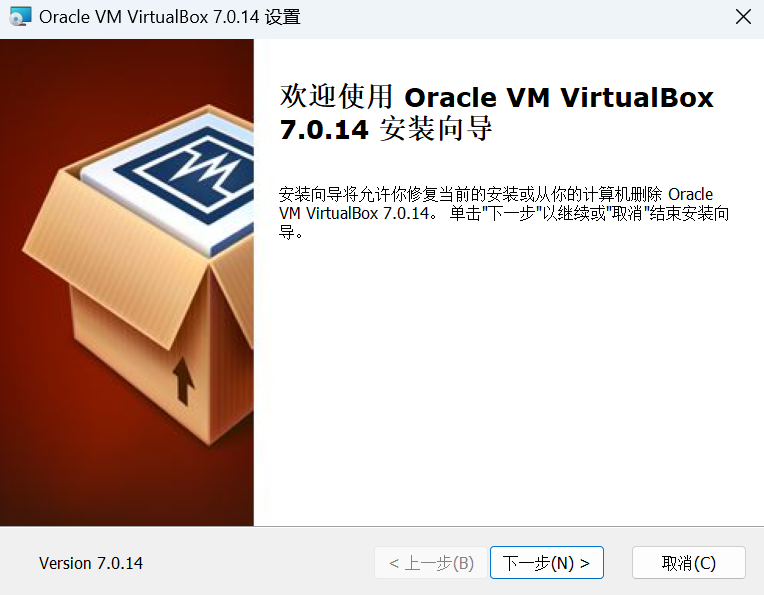 Oracle VM VirtualBox 7.0.14 设置
欢迎使用 Oracle VM VirtualBox
7.0.14 安装向导
安装向导将允许你修复当前的安装或从你的计算机删除 Oracle
VM VirtualBox 7.0.14。 单击"下一步"以继续或"取消"结束安装向
导。
Version 7.0.14
< 上一步(B)
下一步(N) >
取消(C)